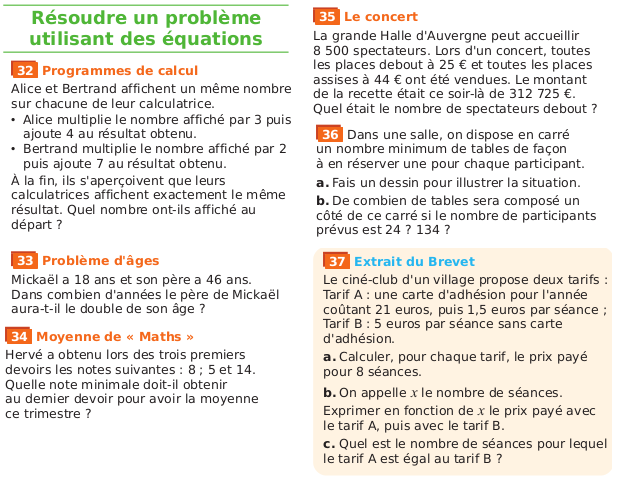 Résoudre un problème
utilisant des équations
32 Programmes de calcul
Alice et Bertrand affichent un même nombre
sur chacune de leur calculatrice.
• Alice multiplie le nombre affiché par 3 puis
ajoute 4 au résultat obtenu.
• Bertrand multiplie le nombre affiché par 2
puis ajoute 7 au résultat obtenu.
À la fin, ils s'aperçoivent que leurs
calculatrices affichent exactement le même
résultat. Quel nombre ont-ils affiché au
départ ?
33 Problème d'âges
Mickaël a 18 ans et son père a 46 ans.
Dans combien d'années le père de Mickaël
aura-t-il le double de son âge ?
34 Moyenne de « Maths »
Hervé a obtenu lors des trois premiers
devoirs les notes suivantes : 8 ; 5 et 14.
Quelle note minimale doit-il obtenir
au dernier devoir pour avoir la moyenne
ce trimestre ?
35 Le concert
La grande Halle d'Auvergne peut accueillir
8 500 spectateurs. Lors d'un concert, toutes
les places debout à 25 € et toutes les places
assises à 44 € ont été vendues. Le montant
de la recette était ce soir-là de 312 725 €.
Quel était le nombre de spectateurs debout ?
36 Dans une salle, on dispose en carré
un nombre minimum de tables de façon
à en réserver une pour chaque participant.
a. Fais un dessin pour illustrer la situation.
b. De combien de tables sera composé un
côté de ce carré si le nombre de participants
prévus est 24 ? 134 ?
37 Extrait du Brevet
Le ciné-club d'un village propose deux tarifs :
Tarif A : une carte d'adhésion pour l'année
coûtant 21 euros, puis 1,5 euros par séance ;
Tarif B : 5 euros par séance sans carte
d'adhésion.
a. Calculer, pour chaque tarif, le prix payé
pour 8 séances.
b. On appelle x le nombre de séances.
Exprimer en fonction de x le prix payé avec
le tarif A, puis avec le tarif B.
c. Quel est le nombre de séances pour lequel
le tarif A est égal au tarif B ?